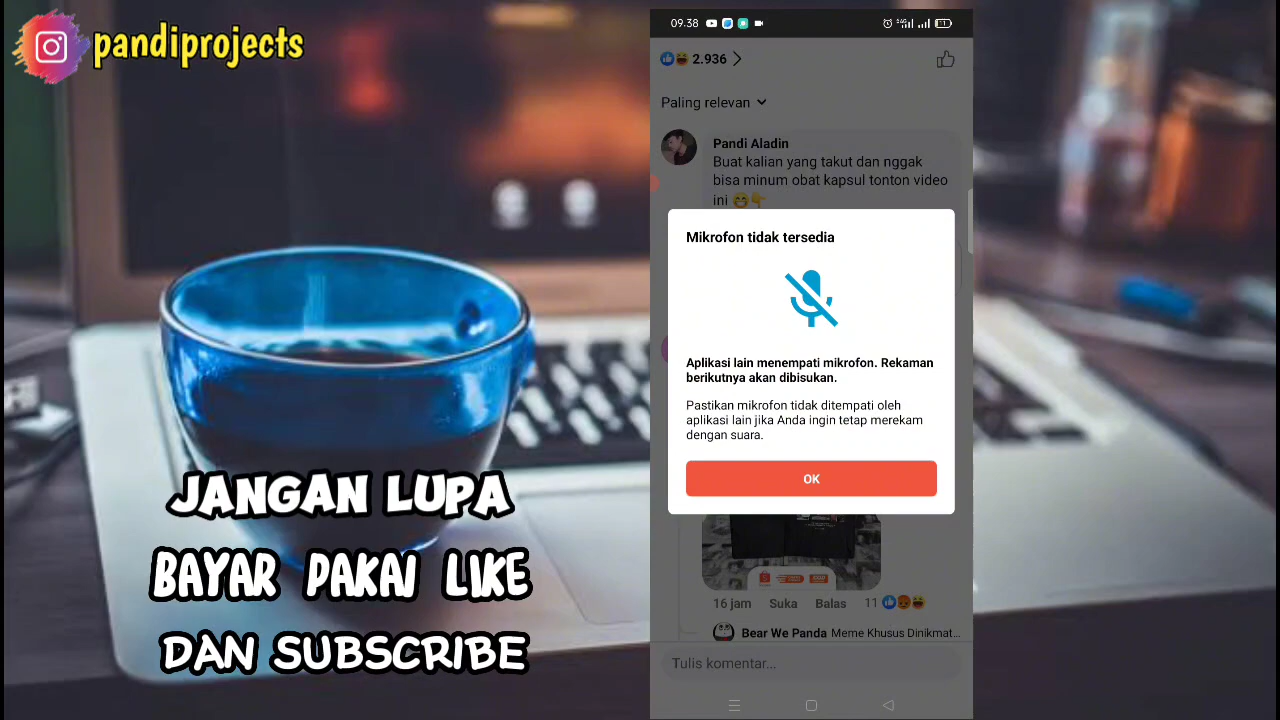 pandiprojects
JANGAN LUPA
BAYAR PAKAI LIKE
DAN SUBSCRIBE
09.38
2.936
Paling relevan
Pandi Aladin
Buat kalian yang takut dan nggak
bisa minum obat kapsul tonton video
ini 😁👇
Mikrofon tidak tersedia
Aplikasi lain menempati mikrofon. Rekaman
berikutnya akan dibisukan.
Pastikan mikrofon tidak ditempati oleh
aplikasi lain jika Anda ingin tetap merekam
dengan suara.
OK
16 jam Suka Balas 11
Bear We Panda Meme Khusus Dinikmat...
Tulis komentar...